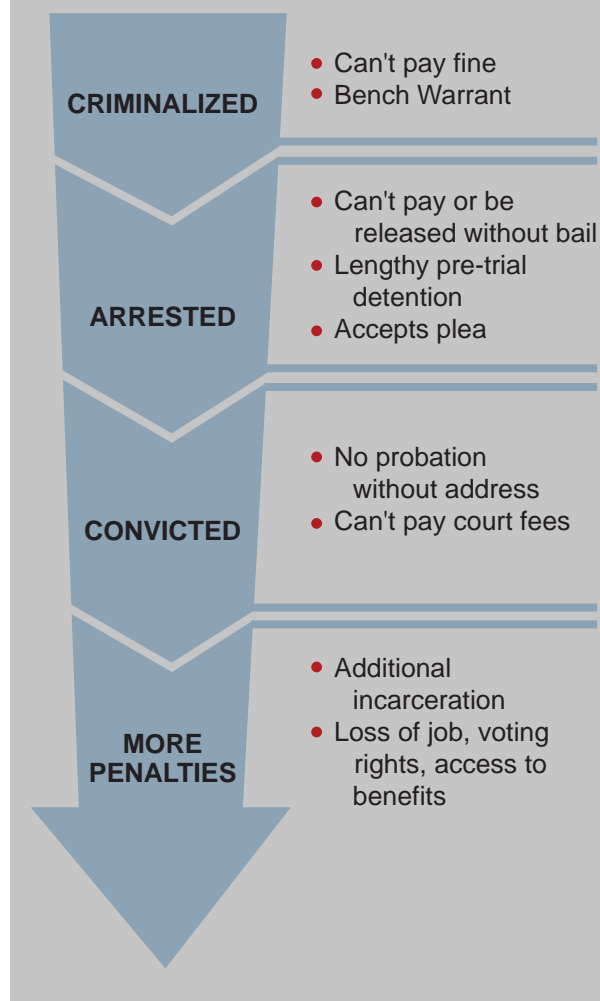 CRIMINALIZED
• Can't pay fine
• Bench Warrant
ARRESTED
• Can't pay or be
released without bail
• Lengthy pre-trial
detention
• Accepts plea
CONVICTED
• No probation
without address
• Can't pay court fees
MORE
PENALTIES
• Additional
incarceration
• Loss of job, voting
rights, access to
benefits